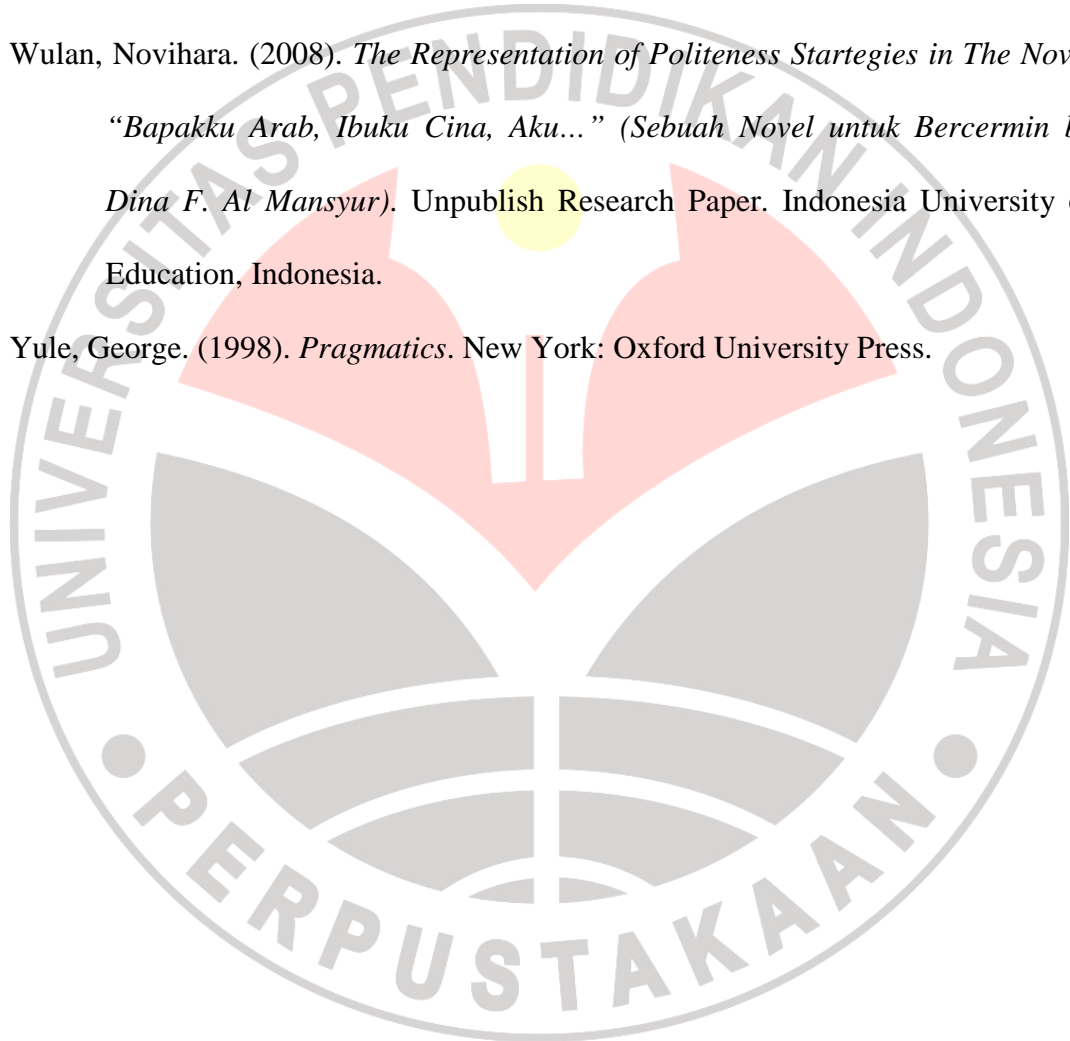 Wulan, Novihara. (2008). The Representation of Politeness Startegies in The Nov
“Bapakku Arab, Ibuku Cina, Aku…” (Sebuah Novel untuk Bercermin
Dina F. Al Mansyur). Unpublish Research Paper. Indonesia University
Education, Indonesia.
Yule, George. (1998). Pragmatics. New York: Oxford University Press.
UNIVERSITAS PENDIDIKAN INDONESIA
PERPUSTAKAAN